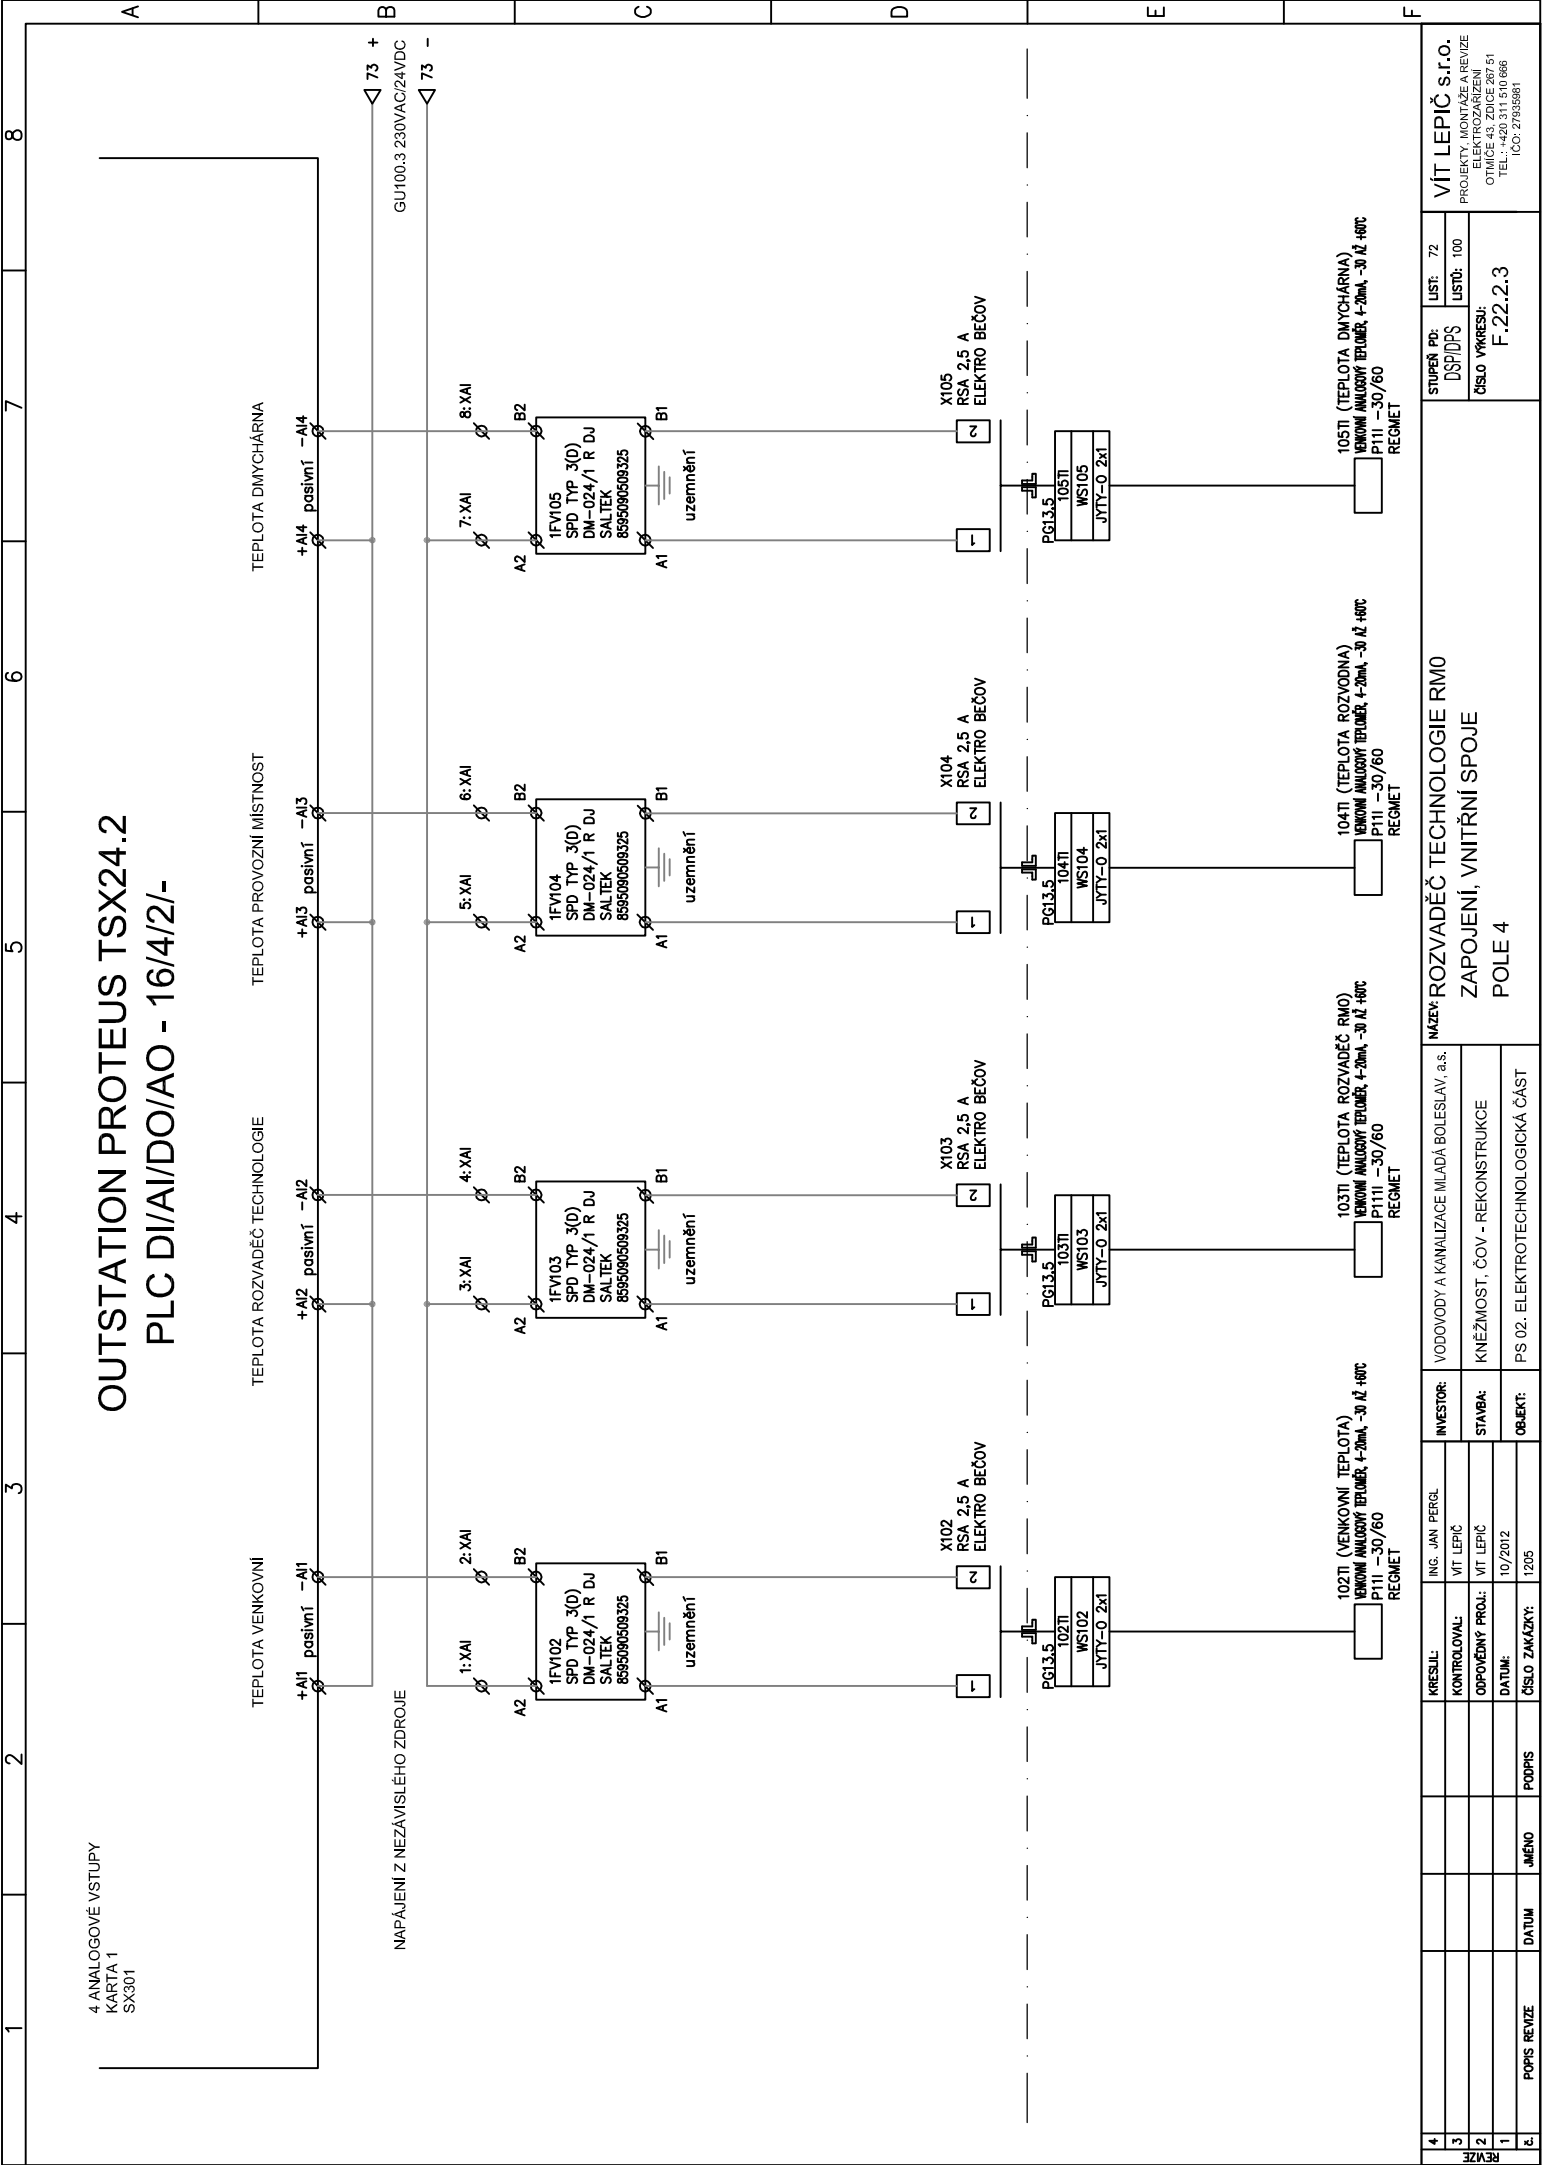 1
2
3
4
5
6
7
8
A
B
C
D
E
F
4 ANALOGOVÉ VSTUPY
KARTA 1
SX301
OUTSTATION PROTEUS TSX24.2
PLC DI/AI/DO/AO - 16/4/2/-
TEPLOTA VENKOVNÍ
TEPLOTA ROZVADĚČ TECHNOLOGIE
TEPLOTA PROVOZNÍ MÍSTNOST
TEPLOTA DMYCHÁRNA
+AI1 pasivní -AI1
+AI2 pasivní -AI2
+AI3 pasivní -AI3
+AI4 pasivní -AI4
73 +
GU100.3 230VAC/24VDC
73 -
NAPÁJENÍ Z NEZÁVISLÉHO ZDROJE
1:XAI
2:XAI
3:XAI
4:XAI
5:XAI
6:XAI
7:XAI
8:XAI
A2
B2
1FV102
SPD TYP 3(D)
DM-024/1 R DJ
SALTEK
8595090509325
A1
B1
uzemnění
A2
B2
1FV103
SPD TYP 3(D)
DM-024/1 R DJ
SALTEK
8595090509325
A1
B1
uzemnění
A2
B2
1FV104
SPD TYP 3(D)
DM-024/1 R DJ
SALTEK
8595090509325
A1
B1
uzemnění
A2
B2
1FV105
SPD TYP 3(D)
DM-024/1 R DJ
SALTEK
8595090509325
A1
B1
uzemnění
1
2
X102
RSA 2,5 A
ELEKTRO BEČOV
1
2
X103
RSA 2,5 A
ELEKTRO BEČOV
1
2
X104
RSA 2,5 A
ELEKTRO BEČOV
1
2
X105
RSA 2,5 A
ELEKTRO BEČOV
PG13.5
102TI
WS102
JYTY-O 2x1
PG13.5
103TI
WS103
JYTY-O 2x1
PG13.5
104TI
WS104
JYTY-O 2x1
PG13.5
105TI
WS105
JYTY-O 2x1
102TI (VENKOVNÍ TEPLOTA)
VENKOVNÍ ANALOGOVÝ TEPLOMĚR, 4-20mA, -30 AŽ +60°C
P11I -30/60
REGMET
103TI (TEPLOTA ROZVADĚČ RM0)
VENKOVNÍ ANALOGOVÝ TEPLOMĚR, 4-20mA, -30 AŽ +60°C
P11I -30/60
REGMET
104TI (TEPLOTA ROZVODNA)
VENKOVNÍ ANALOGOVÝ TEPLOMĚR, 4-20mA, -30 AŽ +60°C
P11I -30/60
REGMET
105TI (TEPLOTA DMYCHÁRNA)
VENKOVNÍ ANALOGOVÝ TEPLOMĚR, 4-20mA, -30 AŽ +60°C
P11I -30/60
REGMET
REVIZE
4
3
2
1
č.
POPIS REVIZE
DATUM
JMÉNO
PODPIS
KRESLIL: ING. JAN PERGL
KONTROLOVAL: VÍT LEPIČ
ODPOVĚDNÝ PROJ.: VÍT LEPIČ
DATUM: 10/2012
ČÍSLO ZAKÁZKY: 1205
INVESTOR: VODOVODY A KANALIZACE MLADÁ BOLESLAV, a.s.
STAVBA: KNĚŽMOST, ČOV - REKONSTRUKCE
OBJEKT: PS 02. ELEKTROTECHNOLOGICKÁ ČÁST
NÁZEV: ROZVADĚČ TECHNOLOGIE RM0
ZAPOJENÍ, VNITŘNÍ SPOJE
POLE 4
STUPEŇ PD:
DSP/DPS
LIST: 72
LISTŮ: 100
ČÍSLO VÝKRESU:
F.22.2.3
VÍT LEPIČ s.r.o.
PROJEKTY, MONTÁŽE A REVIZE
ELEKTROZAŘÍZENÍ
OTMÍČE 43, ZDICE 267 51
TEL.: +420 311 510 666
IČO: 27935981